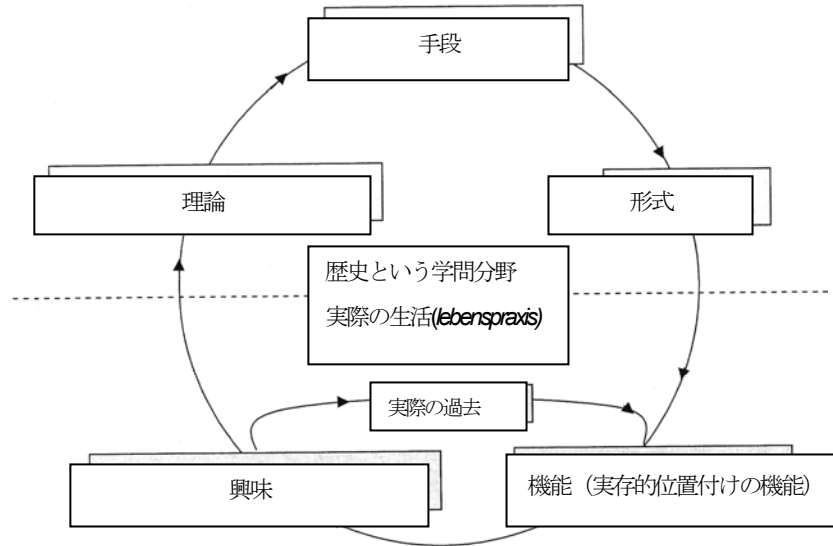 手段
理論
形式
歴史という学問分野
実際の生活(lebenspraxis)
実際の過去
興味
機能（実存的位置付けの機能）